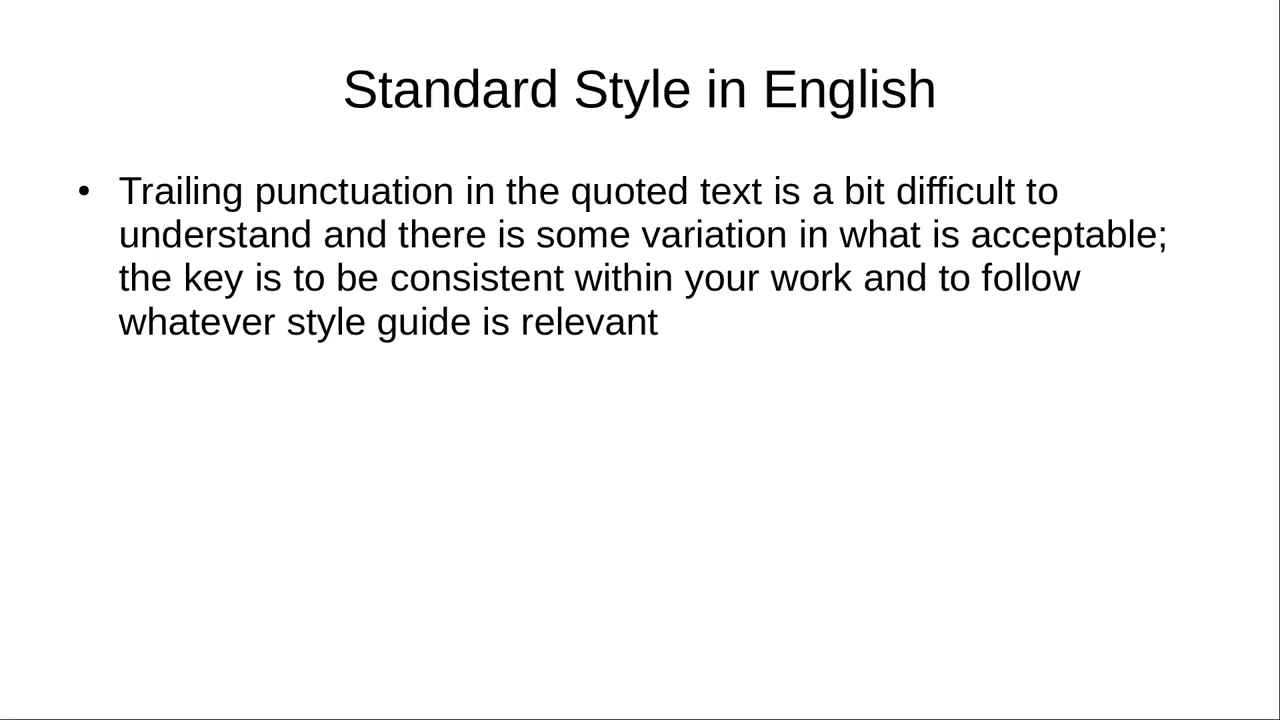 Standard Style in English
• Trailing punctuation in the quoted text is a bit difficult to
understand and there is some variation in what is acceptable;
the key is to be consistent within your work and to follow
whatever style guide is relevant